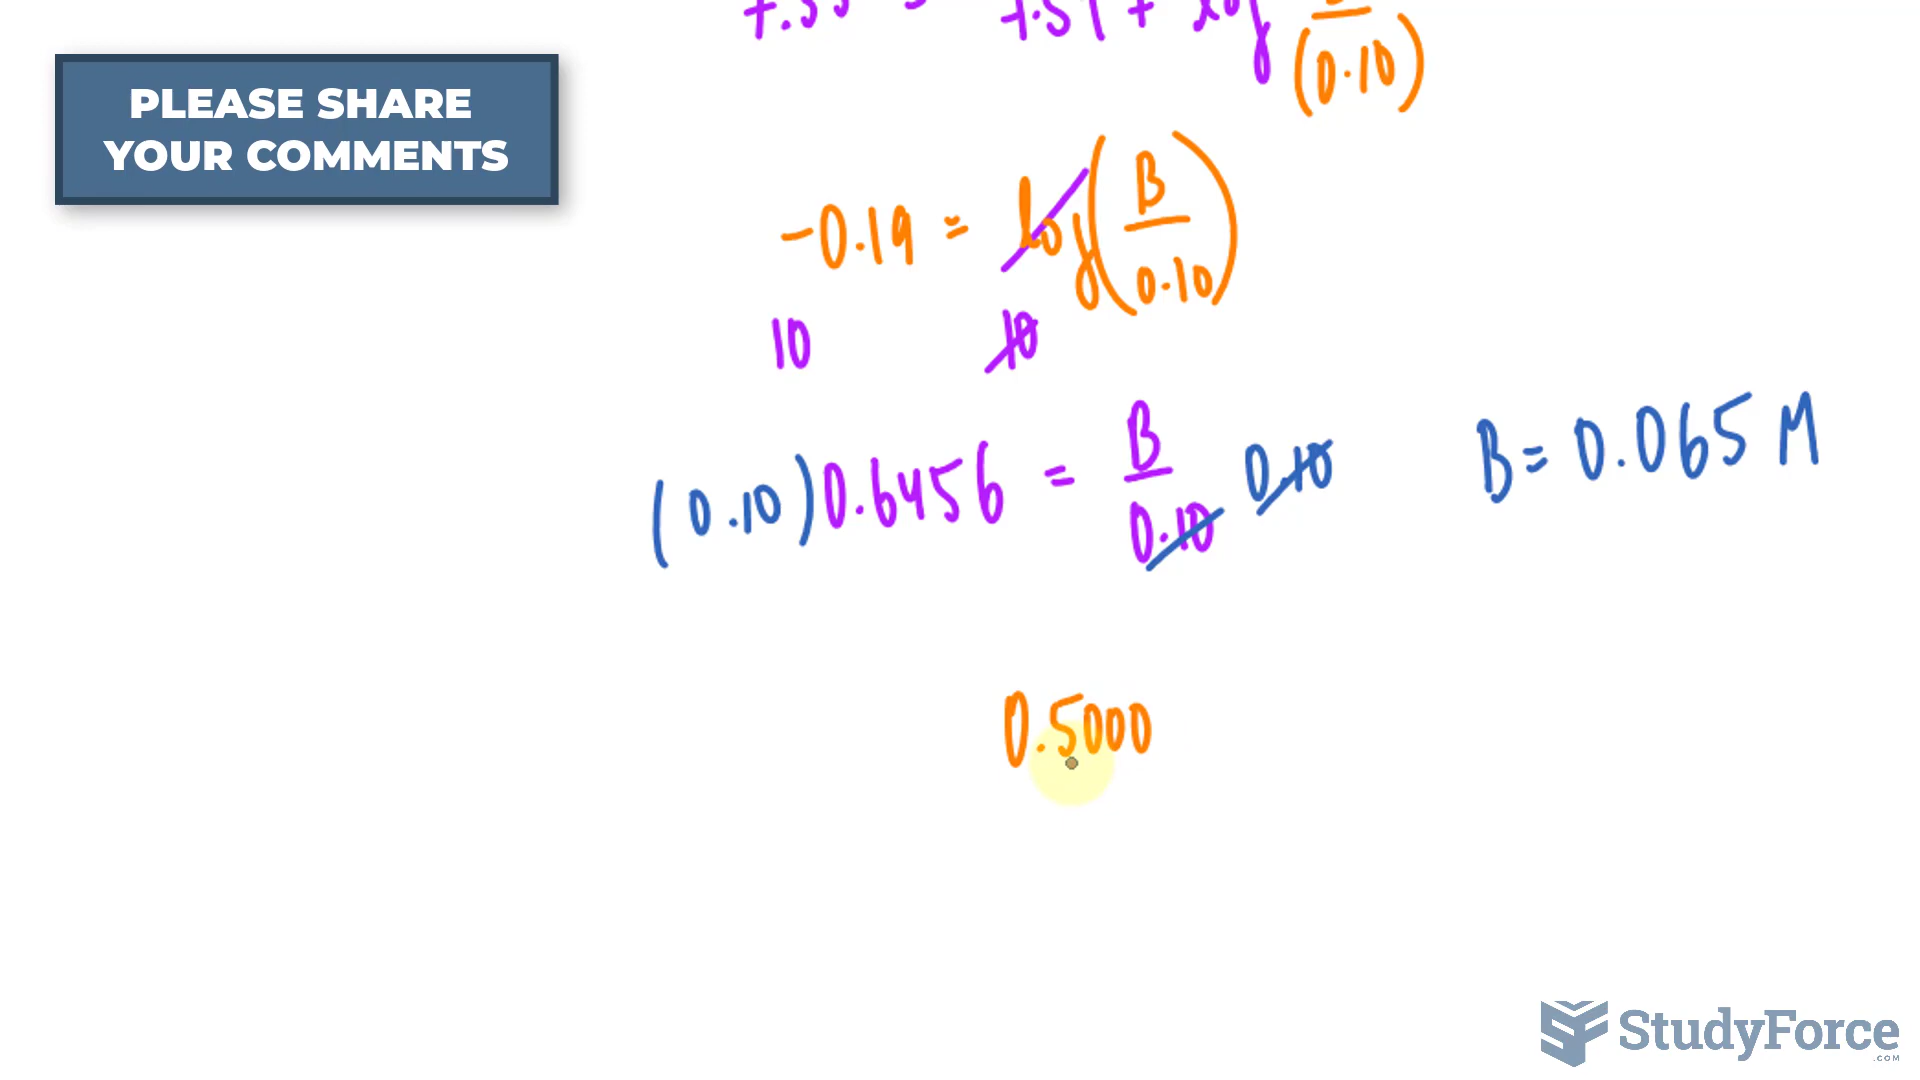 (0.10)
PLEASE SHARE
YOUR COMMENTS
-0.19 = log(B/0.10)
10 10
(0.10)0.6456 = B/0.10 0.10 B = 0.065 M
0.5000
StudyForce
.COM